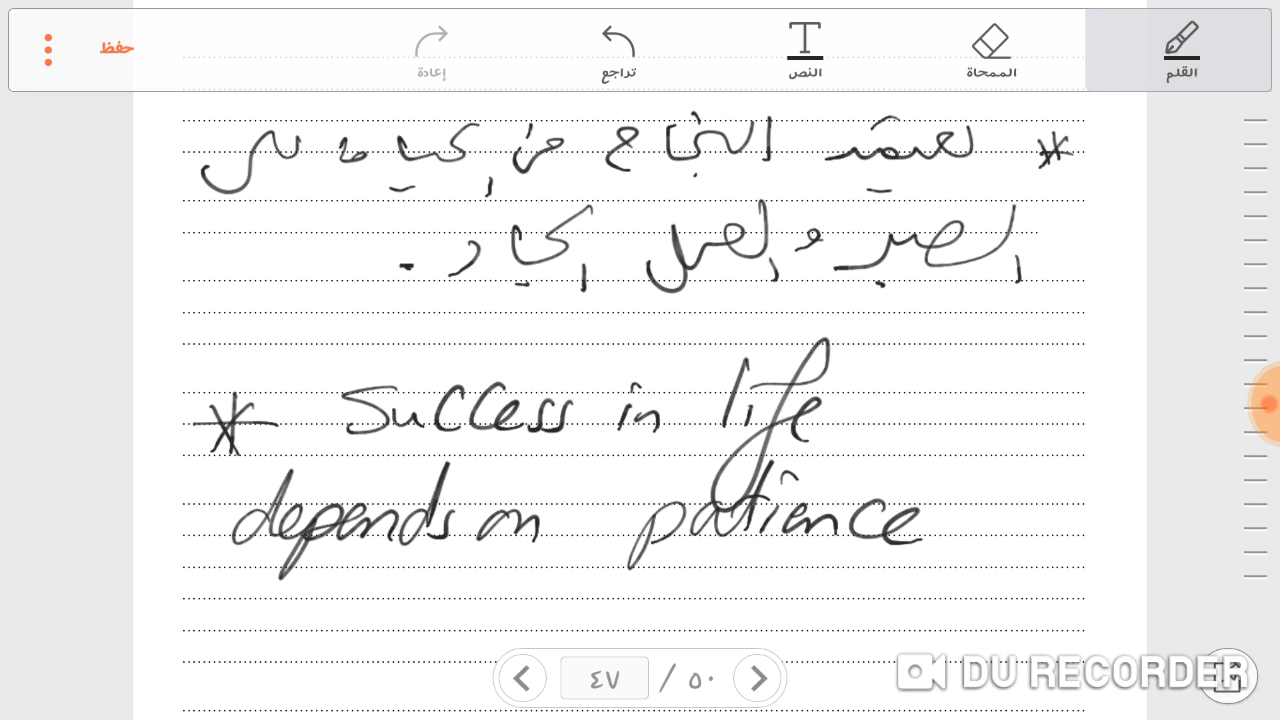 حفظ
إعادة
تراجع
النص
الممحاة
القلم
* يعتمد النجاح في الحياة على
الصبر والعمل الجاد .
* Success in life
depends on patience
٤٧ / ٥٠
DU RECORDER